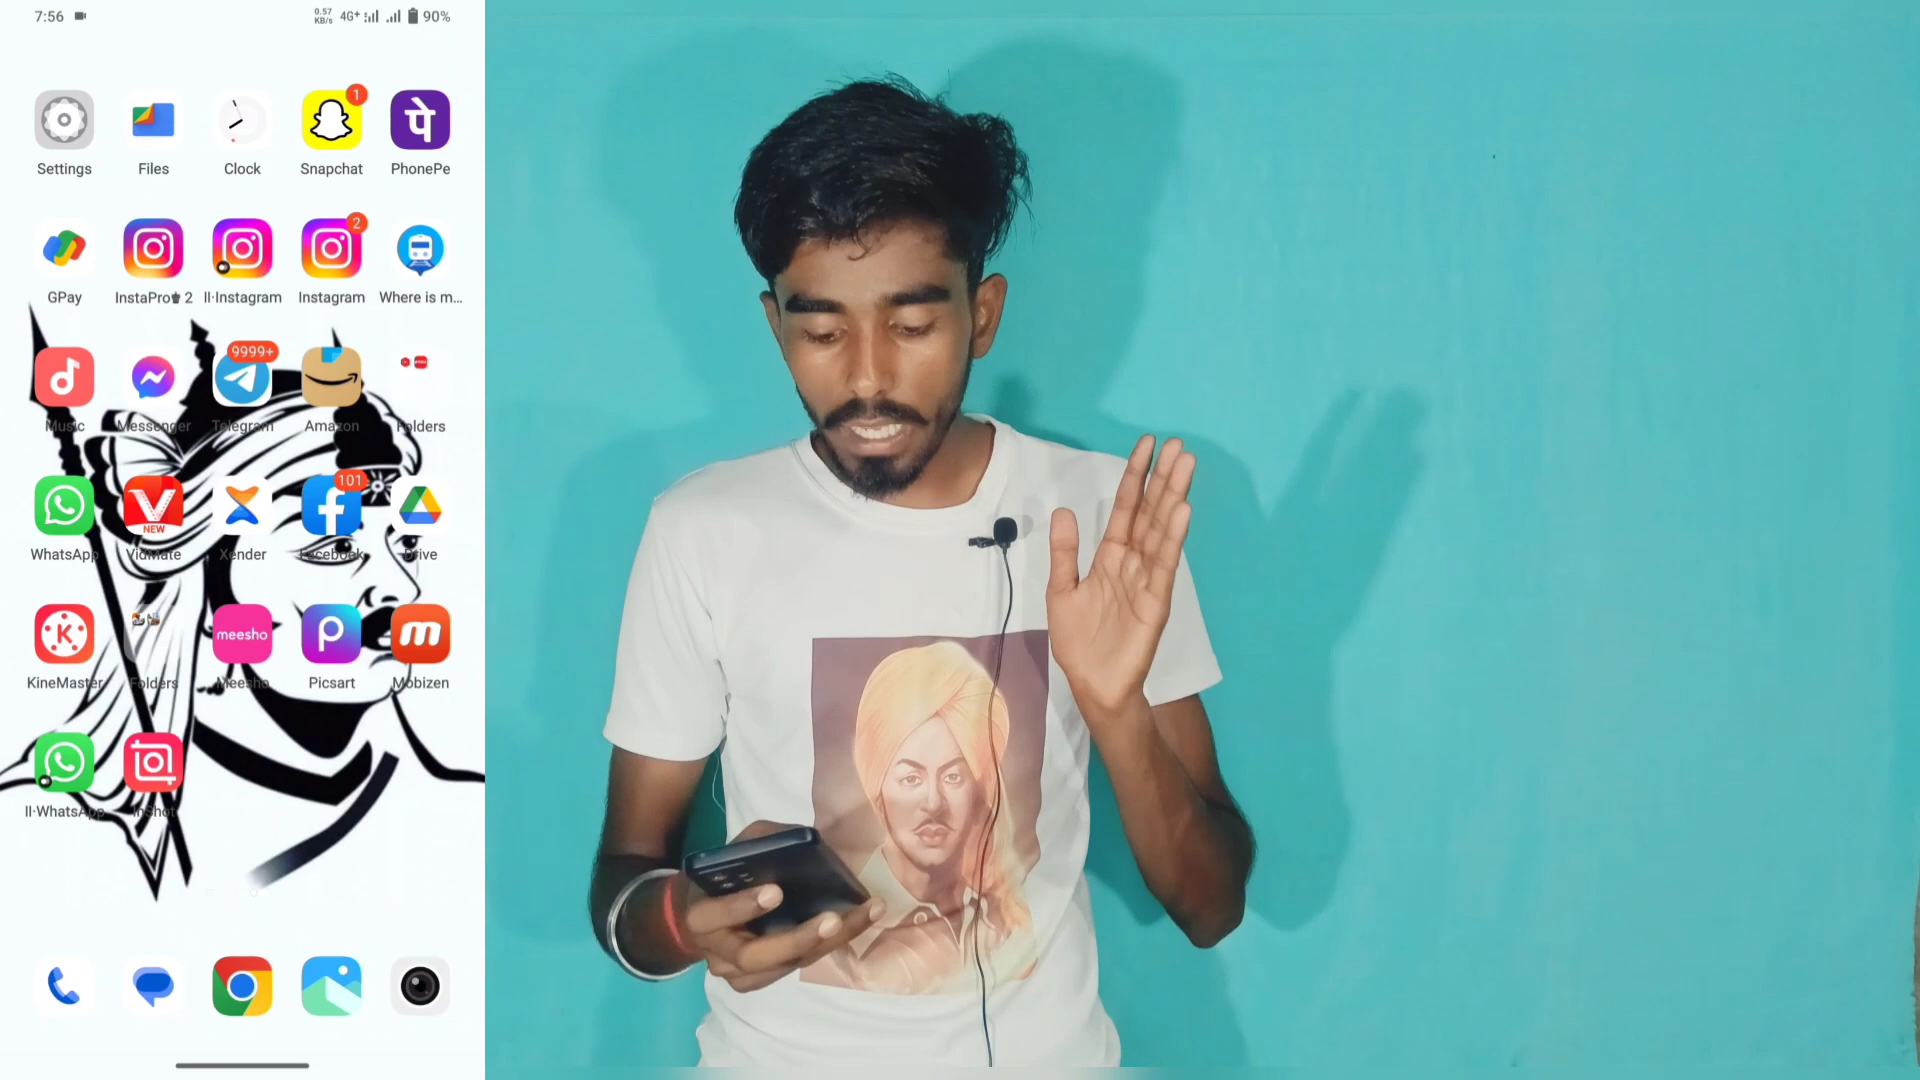 7:56 0.57 KB/s 4G+ 90%
1
Settings Files Clock Snapchat PhonePe
2
GPay InstaPro 2 II·Instagram Instagram Where is m...
9999+
Music Messenger Telegram Amazon Folders
NEW 101
WhatsApp VidMate Xender Facebook Drive
meesho
KineMaster Folders Meesho Picsart Mobizen
II·WhatsApp InShot